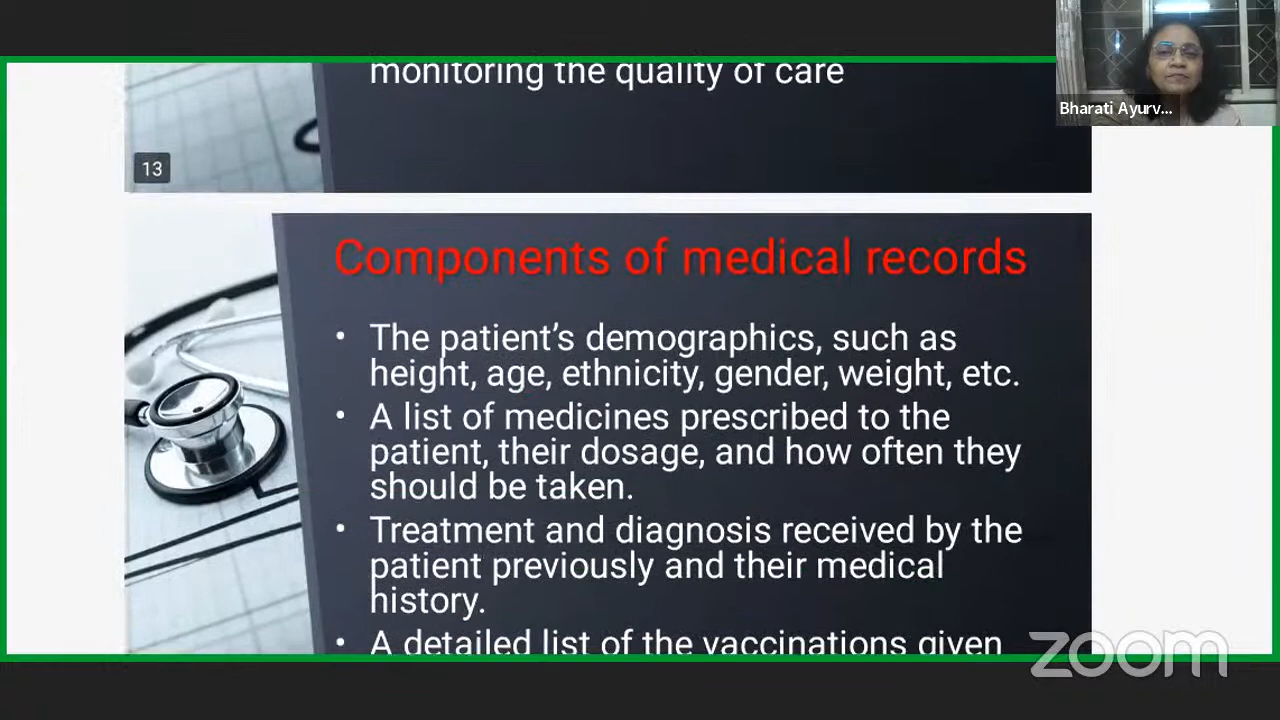 monitoring the quality of care
Bharati Ayurv...
13
Components of medical records
• The patient’s demographics, such as
height, age, ethnicity, gender, weight, etc.
• A list of medicines prescribed to the
patient, their dosage, and how often they
should be taken.
• Treatment and diagnosis received by the
patient previously and their medical
history.
• A detailed list of the vaccinations given
zoom